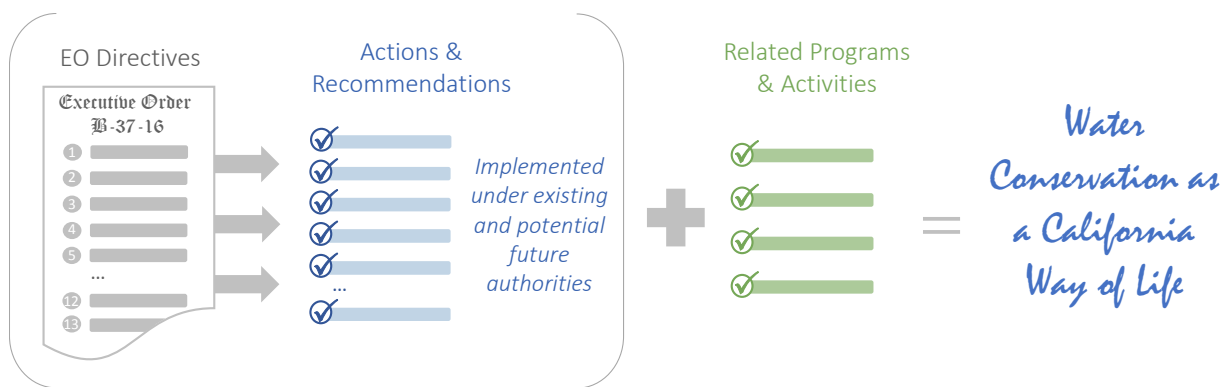 EO Directives
Executive Order
B-37-16
1
2
3
4
5
...
12
13
Actions &
Recommendations
...
Implemented
under existing
and potential
future
authorities
+
Related Programs
& Activities
=
Water
Conservation as
a California
Way of Life